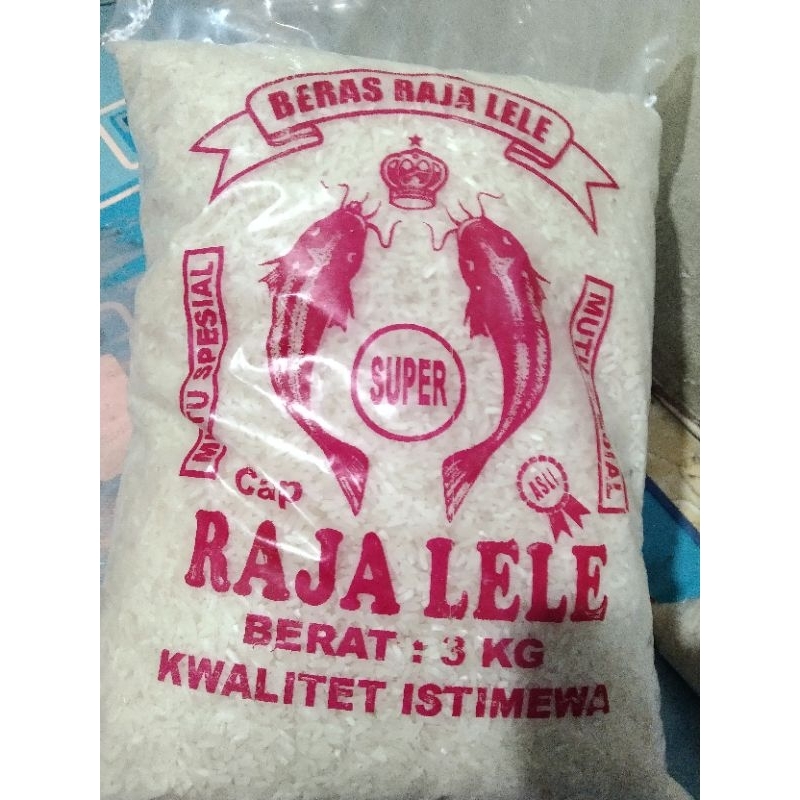 BERAS RAJA LELE
MUTU SPESIAL
SUPER
ASLI
cap
RAJA LELE
BERAT : 3 KG
KWALITET ISTIMEWA